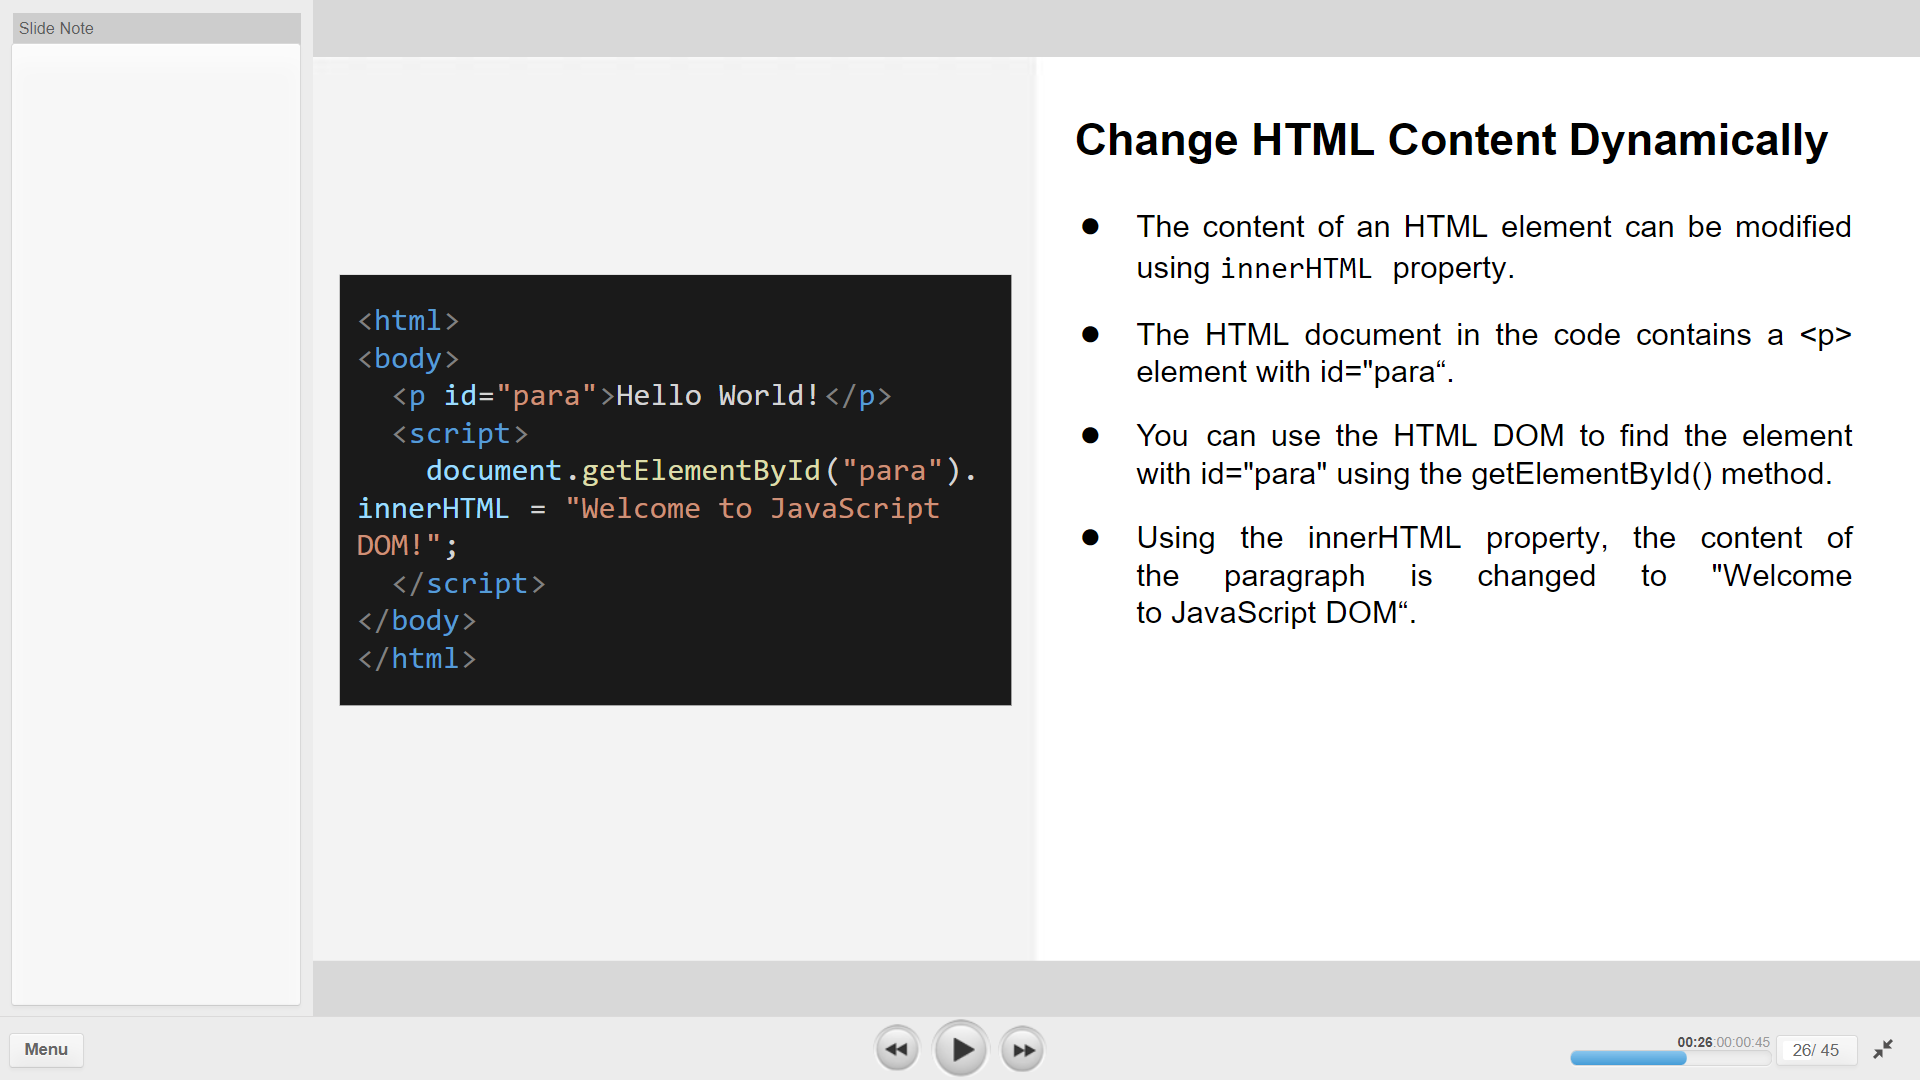 Slide Note
<html>
<body>
  <p id="para">Hello World!</p>
  <script>
    document.getElementById("para").
innerHTML = "Welcome to JavaScript
DOM!";
  </script>
</body>
</html>
Change HTML Content Dynamically
● The content of an HTML element can be modified
using innerHTML property.
● The HTML document in the code contains a <p>
element with id="para“.
● You can use the HTML DOM to find the element
with id="para" using the getElementById() method.
● Using the innerHTML property, the content of
the paragraph is changed to "Welcome
to JavaScript DOM“.
Menu
00:26:00:00:45
26/ 45